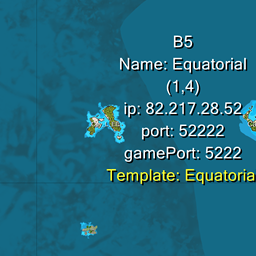 B5
Name: Equatorial
(1,4)
ip: 82.217.28.52
port: 52222
gamePort: 5222
Template: Equatoria